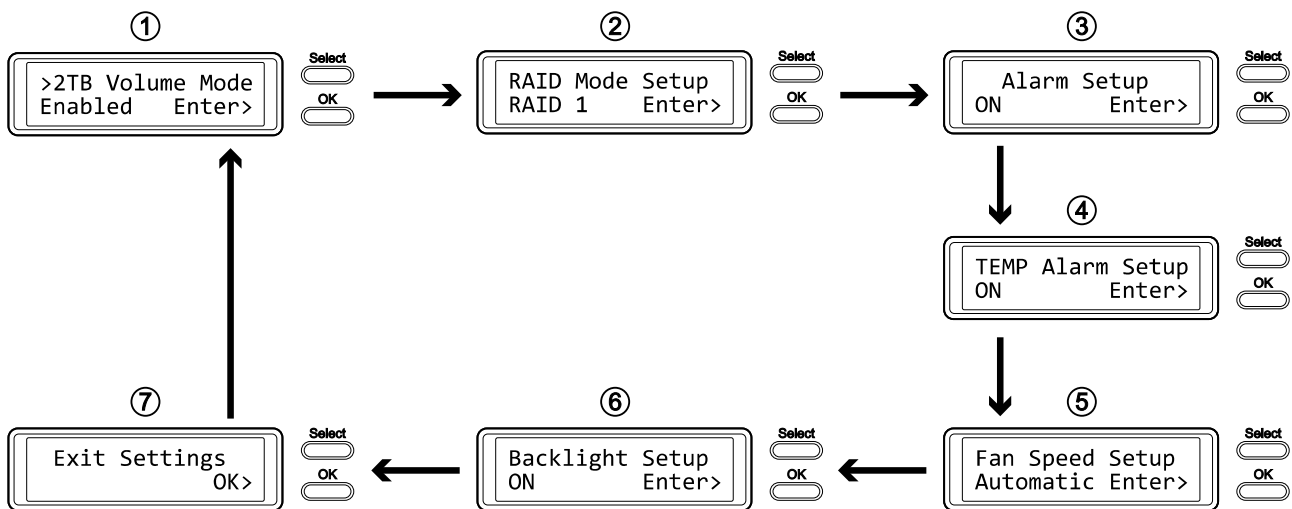 ①
>2TB Volume Mode
Enabled Enter>
Select
OK
②
RAID Mode Setup
RAID 1 Enter>
Select
OK
③
Alarm Setup
ON Enter>
Select
OK
④
TEMP Alarm Setup
ON Enter>
Select
OK
⑤
Fan Speed Setup
Automatic Enter>
Select
OK
⑥
Backlight Setup
ON Enter>
Select
OK
⑦
Exit Settings
OK>
Select
OK